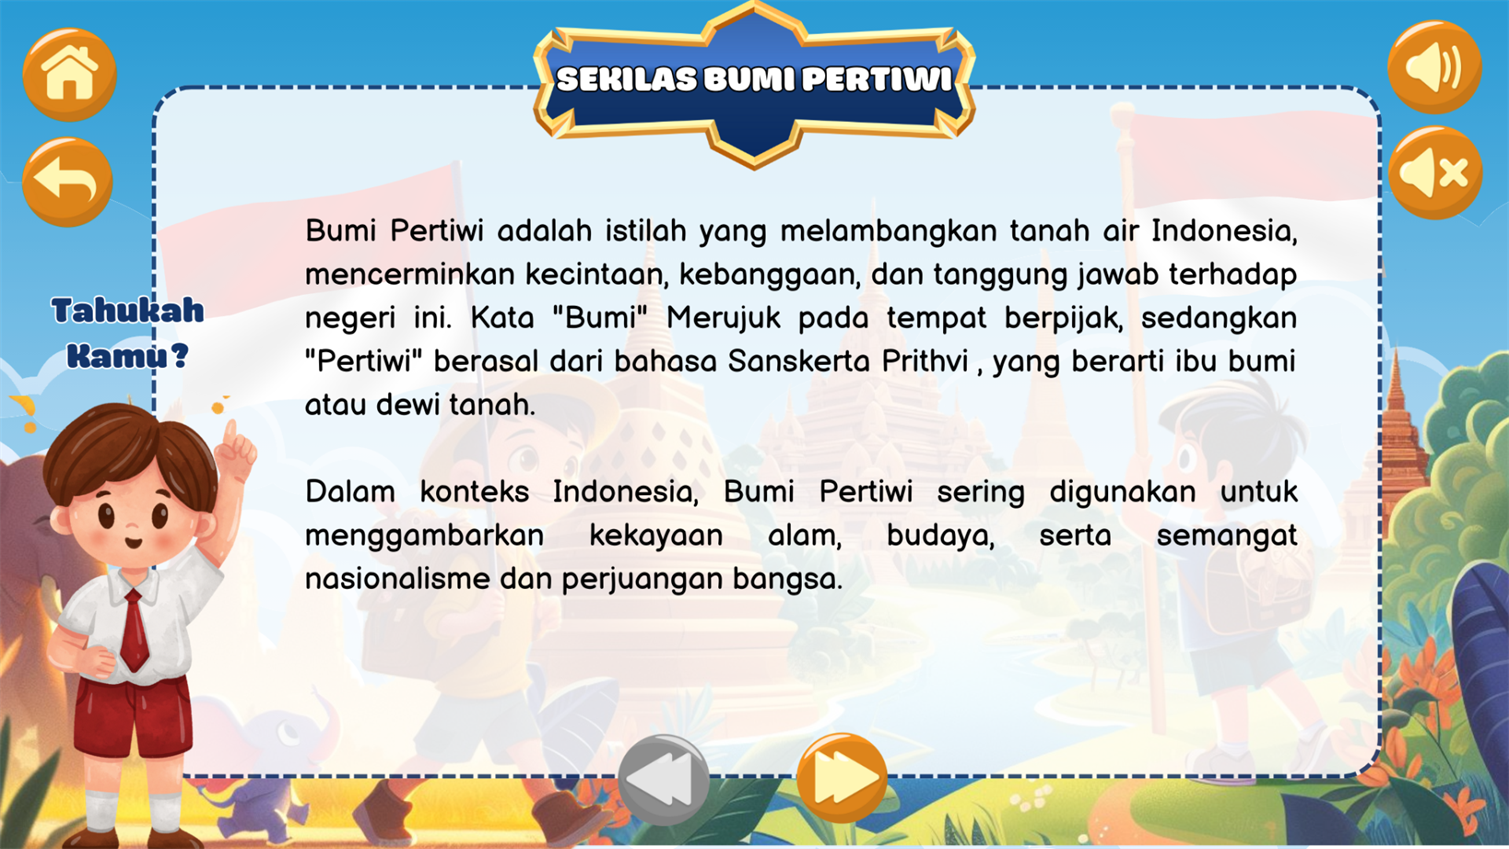 SEKILAS BUMI PERTIWI
Tahukah
Kamu?
Bumi Pertiwi adalah istilah yang melambangkan tanah air Indonesia,
mencerminkan kecintaan, kebanggaan, dan tanggung jawab terhadap
negeri ini. Kata "Bumi" Merujuk pada tempat berpijak, sedangkan
"Pertiwi" berasal dari bahasa Sanskerta Prithvi , yang berarti ibu bumi
atau dewi tanah.
Dalam konteks Indonesia, Bumi Pertiwi sering digunakan untuk
menggambarkan kekayaan alam, budaya, serta semangat
nasionalisme dan perjuangan bangsa.